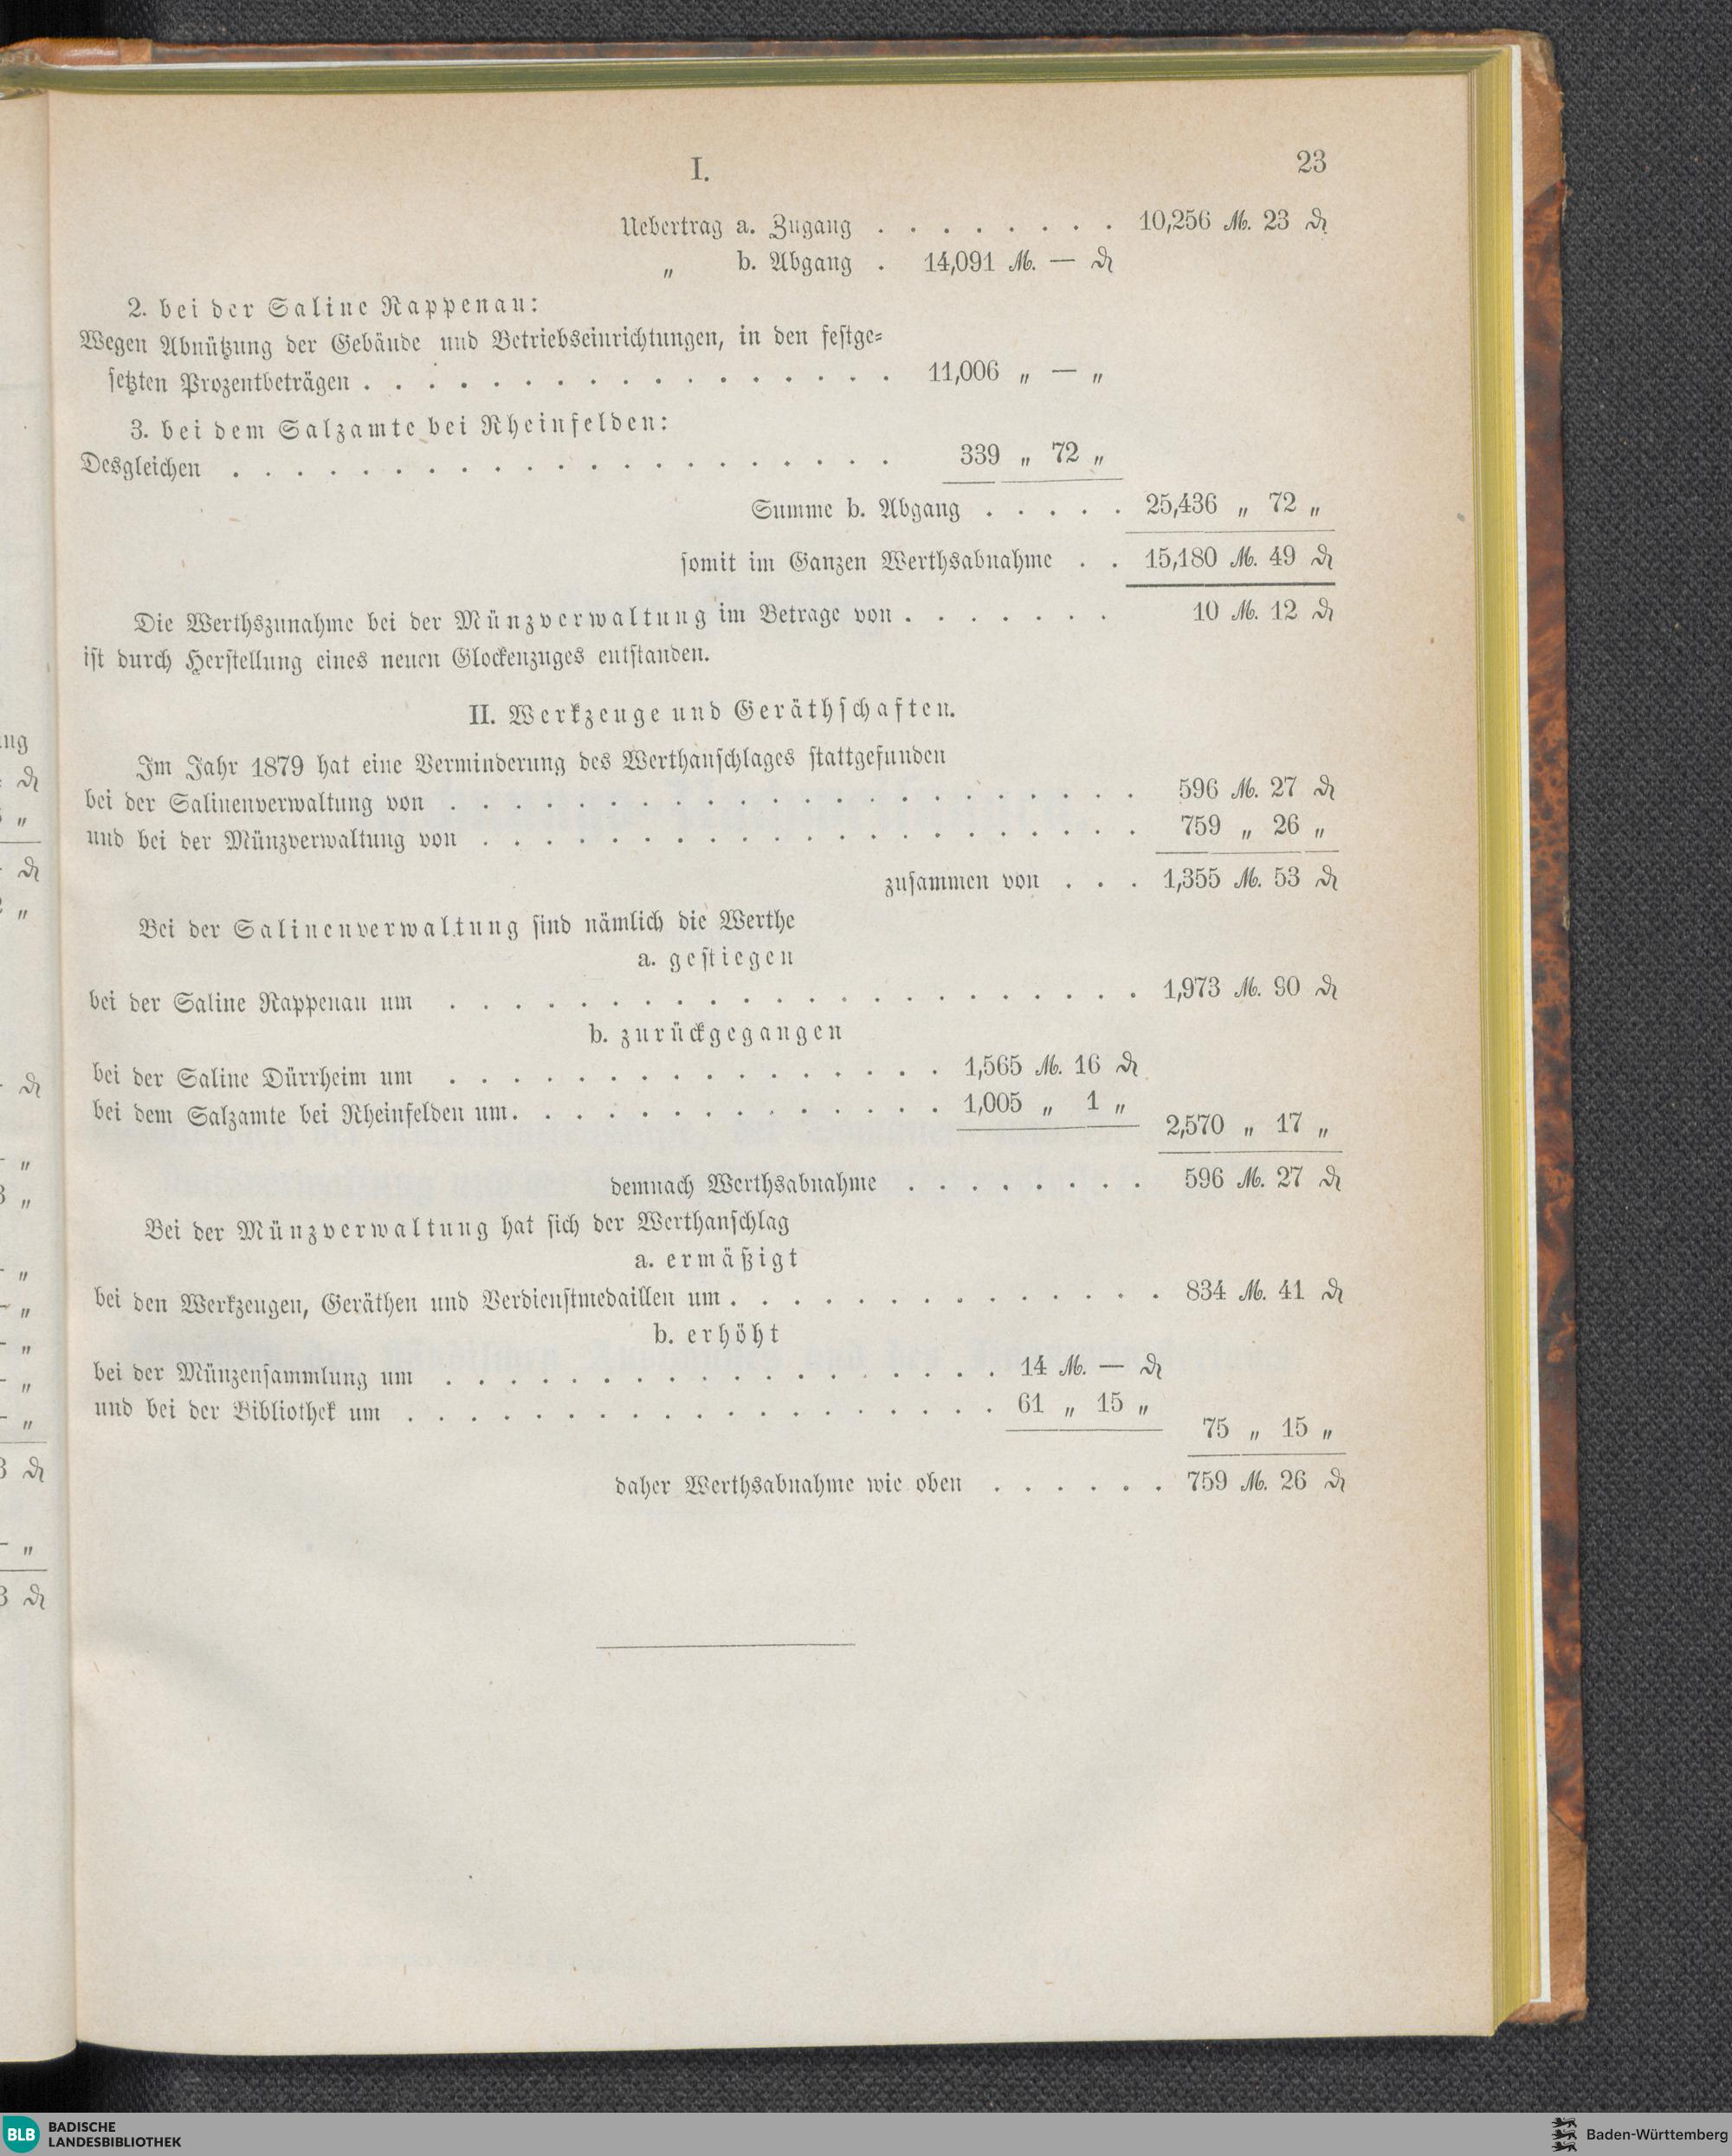 I.
23
Uebertrag a. Zugang . . . . . . . . 10,256 ℳ. 23 ₰
„ b. Abgang . 14,091 ℳ. — ₰
2. bei der Saline Rappenau:
Wegen Abnützung der Gebäude und Betriebseinrichtungen, in den festge-
setzten Prozentbeträgen . . . . . . . . . . . . . . . . . 11,006 „ — „
3. bei dem Salzamte bei Rheinfelden:
Desgleichen . . . . . . . . . . . . . . . . . . . . . 339 „ 72 „
Summe b. Abgang . . . . . 25,436 „ 72 „
somit im Ganzen Werthsabnahme . . 15,180 ℳ. 49 ₰
Die Werthszunahme bei der Münzverwaltung im Betrage von . . . . . . . 10 ℳ. 12 ₰
ist durch Herstellung eines neuen Glockenzuges entstanden.
II. Werkzeuge und Geräthschaften.
Im Jahr 1879 hat eine Verminderung des Werthanschlages stattgefunden
bei der Salinenverwaltung von . . . . . . . . . . . . . . . . . . . . . . 596 ℳ. 27 ₰
und bei der Münzverwaltung von . . . . . . . . . . . . . . . . . . . . . 759 „ 26 „
zusammen von . . . 1,355 ℳ. 53 ₰
Bei der Salinenverwaltung sind nämlich die Werthe
a. gestiegen
bei der Saline Rappenau um . . . . . . . . . . . . . . . . . . . . . . 1,973 ℳ. 90 ₰
b. zurückgegangen
bei der Saline Dürrheim um . . . . . . . . . . . . . . . . 1,565 ℳ. 16 ₰
bei dem Salzamte bei Rheinfelden um . . . . . . . . . . . . . . 1,005 „ 1 „
2,570 „ 17 „
demnach Werthsabnahme . . . . . . . . 596 ℳ. 27 ₰
Bei der Münzverwaltung hat sich der Werthanschlag
a. ermäßigt
bei den Werkzeugen, Geräthen und Verdienstmedaillen um . . . . . . . . . . . . . . 834 ℳ. 41 ₰
b. erhöht
bei der Münzensammlung um . . . . . . . . . . . . . . . . . . 14 ℳ. — ₰
und bei der Bibliothek um . . . . . . . . . . . . . . . . . . . 61 „ 15 „
75 „ 15 „
daher Werthsabnahme wie oben . . . . . . 759 ℳ. 26 ₰
BLB BADISCHE
LANDESBIBLIOTHEK
Baden-Württemberg